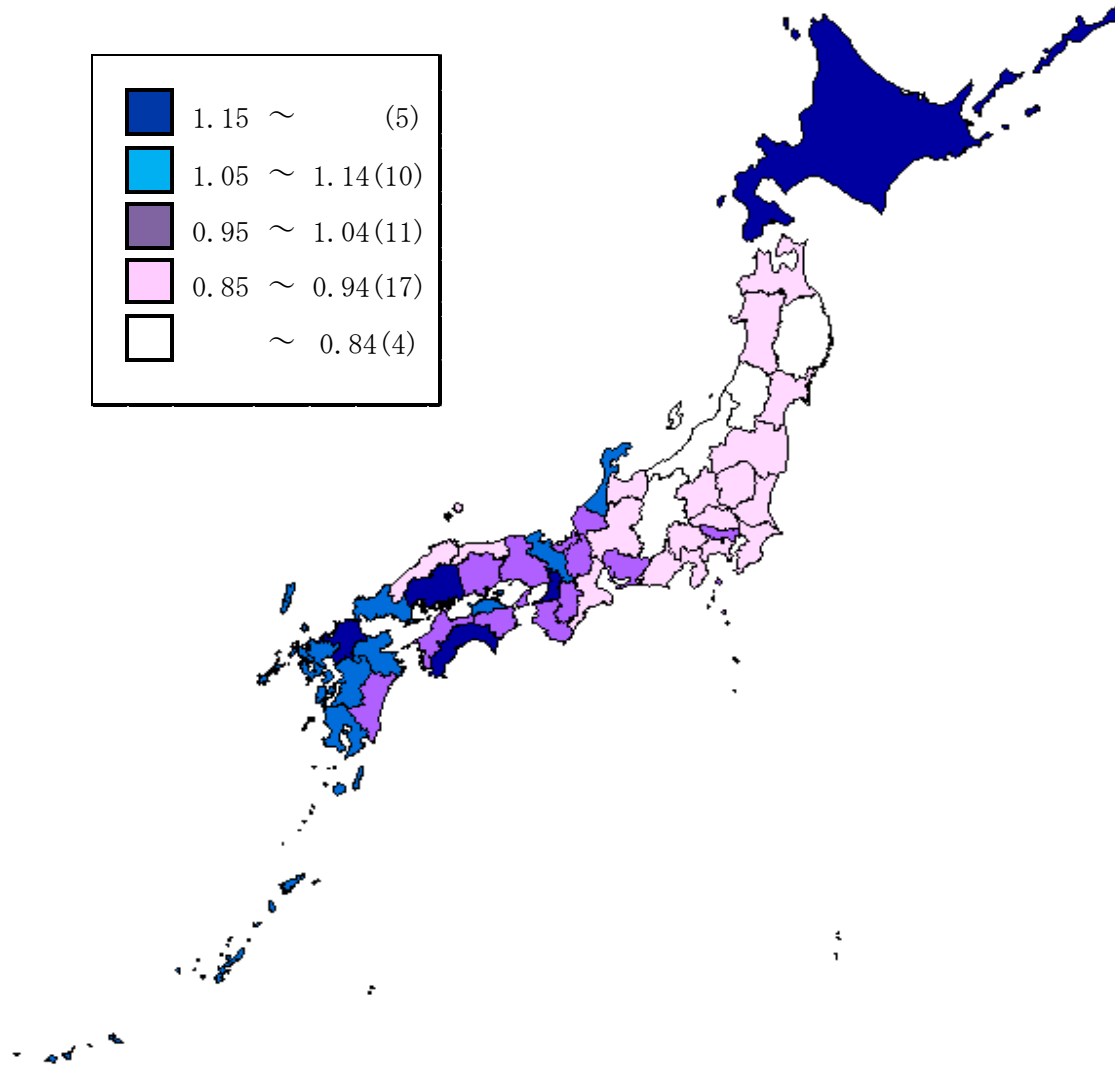 1.15 ～ (5)
1.05 ～ 1.14(10)
0.95 ～ 1.04(11)
0.85 ～ 0.94(17)
～ 0.84(4)